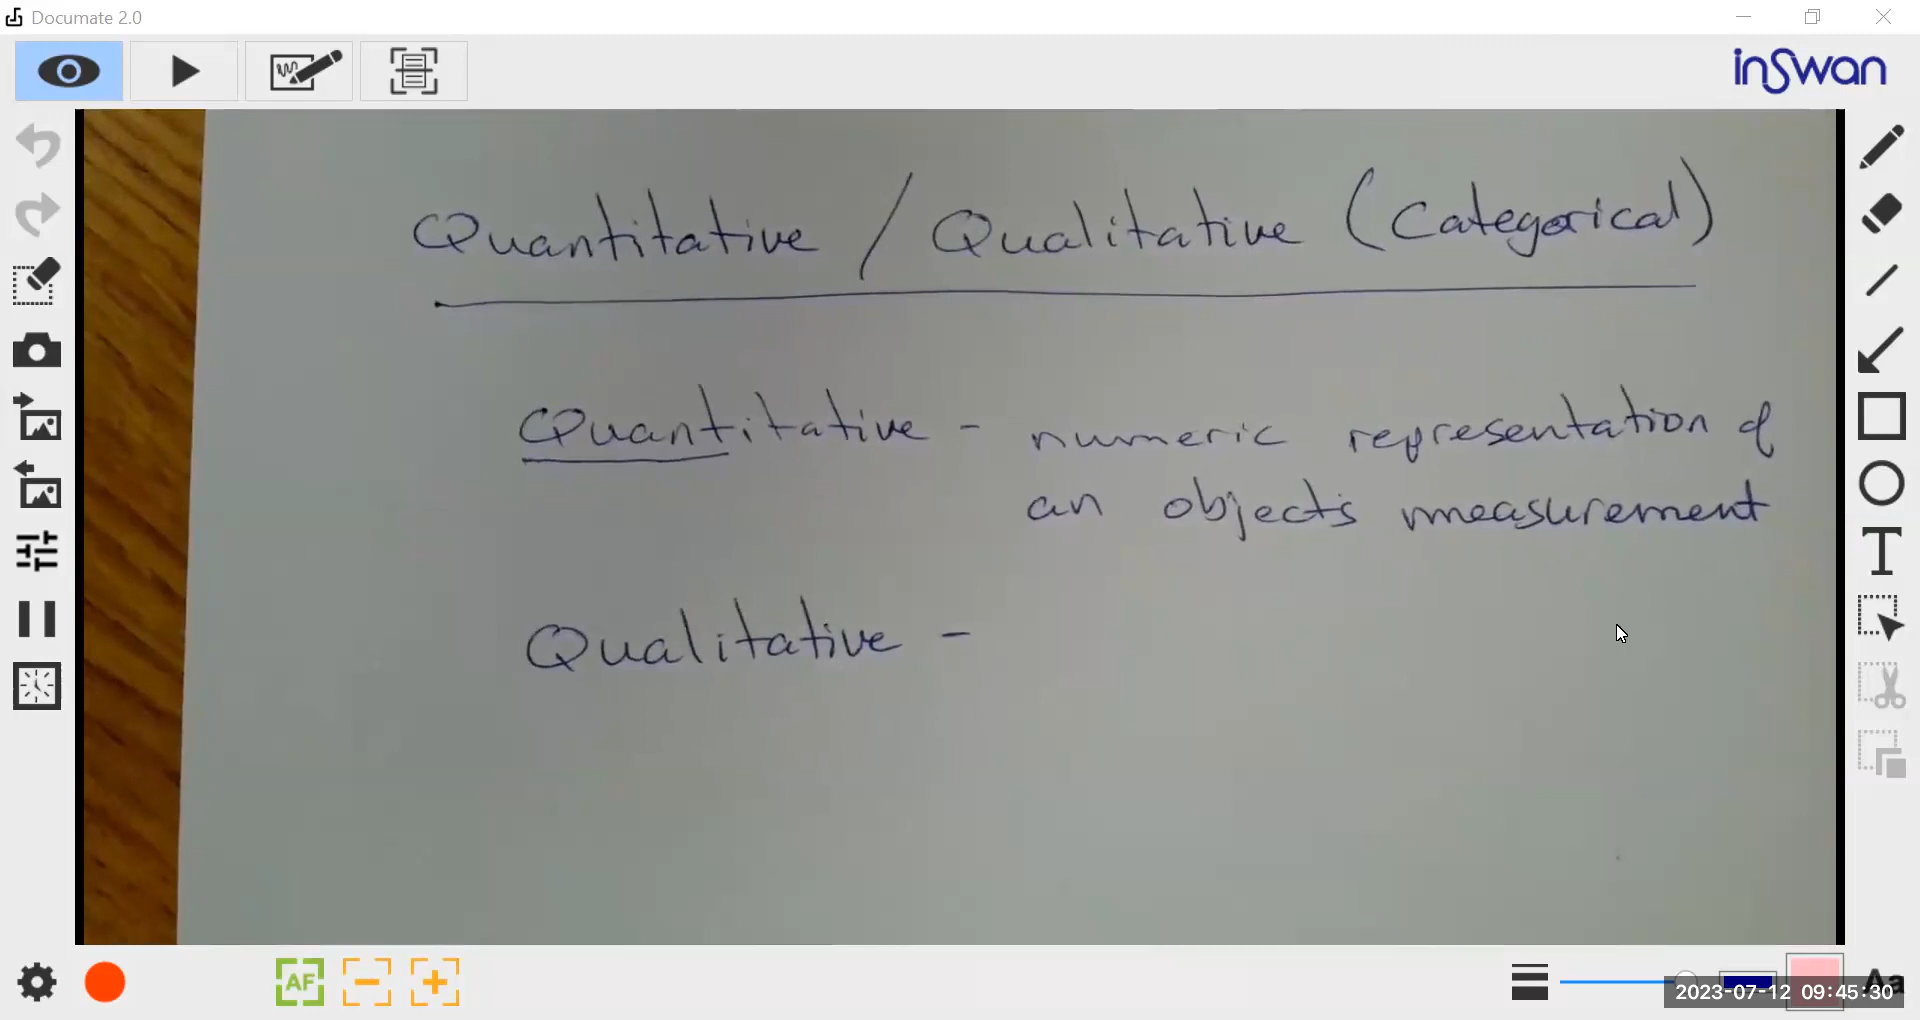 Documate 2.0
inSwan
Quantitative / Qualitative (Categorical)
Quantitative - numeric representation of
an objects measurement
Qualitative -
T
AF
Aa
2023-07-12 09:45:30